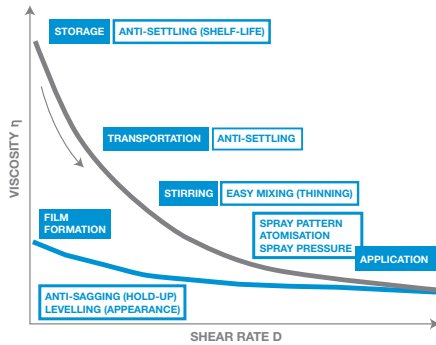 STORAGE ANTI-SETTLING (SHELF-LIFE)
TRANSPORTATION ANTI-SETTLING
STIRRING EASY MIXING (THINNING)
SPRAY PATTERN
ATOMISATION
SPRAY PRESSURE
APPLICATION
FILM
FORMATION
ANTI-SAGGING (HOLD-UP)
LEVELLING (APPEARANCE)
VISCOSITY η
SHEAR RATE D